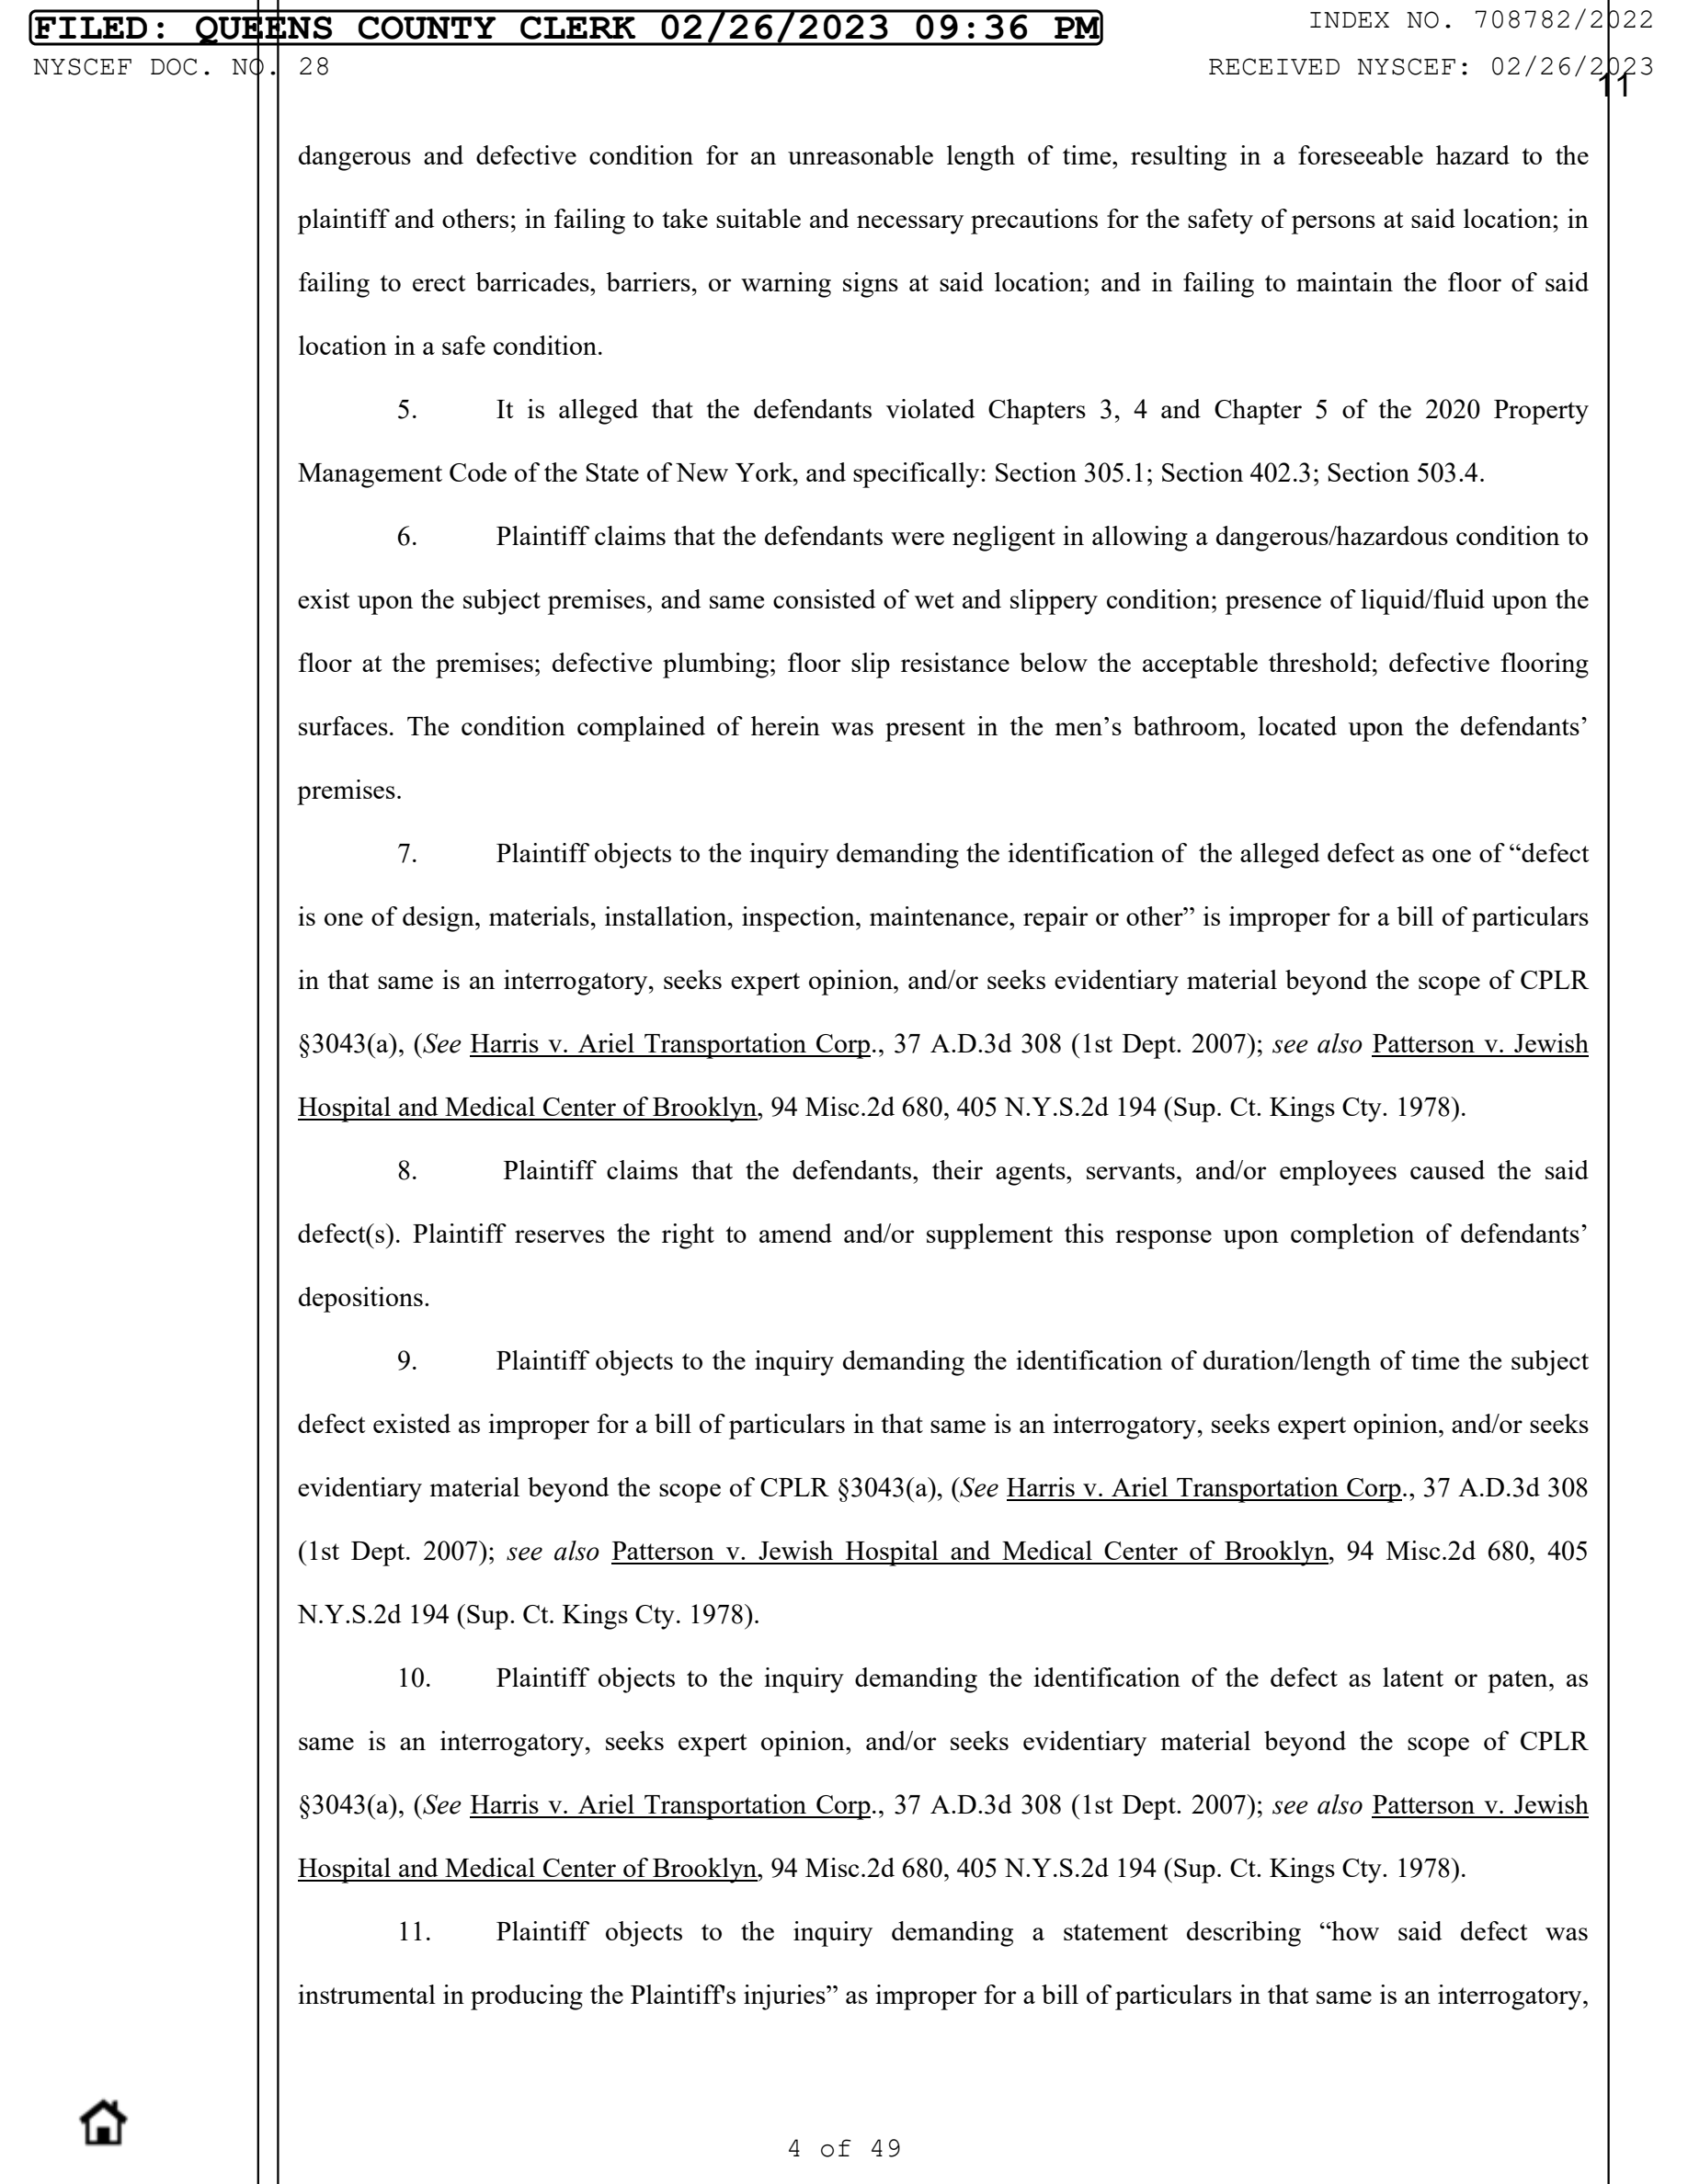 FILED: QUEENS COUNTY CLERK 02/26/2023 09:36 PM
INDEX NO. 708782/2022
NYSCEF DOC. NO. 28
RECEIVED NYSCEF: 02/26/2023
11
dangerous and defective condition for an unreasonable length of time, resulting in a foreseeable hazard to the
plaintiff and others; in failing to take suitable and necessary precautions for the safety of persons at said location; in
failing to erect barricades, barriers, or warning signs at said location; and in failing to maintain the floor of said
location in a safe condition.
5. It is alleged that the defendants violated Chapters 3, 4 and Chapter 5 of the 2020 Property
Management Code of the State of New York, and specifically: Section 305.1; Section 402.3; Section 503.4.
6. Plaintiff claims that the defendants were negligent in allowing a dangerous/hazardous condition to
exist upon the subject premises, and same consisted of wet and slippery condition; presence of liquid/fluid upon the
floor at the premises; defective plumbing; floor slip resistance below the acceptable threshold; defective flooring
surfaces. The condition complained of herein was present in the men’s bathroom, located upon the defendants’
premises.
7. Plaintiff objects to the inquiry demanding the identification of the alleged defect as one of “defect
is one of design, materials, installation, inspection, maintenance, repair or other” is improper for a bill of particulars
in that same is an interrogatory, seeks expert opinion, and/or seeks evidentiary material beyond the scope of CPLR
§3043(a), (See Harris v. Ariel Transportation Corp., 37 A.D.3d 308 (1st Dept. 2007); see also Patterson v. Jewish
Hospital and Medical Center of Brooklyn, 94 Misc.2d 680, 405 N.Y.S.2d 194 (Sup. Ct. Kings Cty. 1978).
8. Plaintiff claims that the defendants, their agents, servants, and/or employees caused the said
defect(s). Plaintiff reserves the right to amend and/or supplement this response upon completion of defendants’
depositions.
9. Plaintiff objects to the inquiry demanding the identification of duration/length of time the subject
defect existed as improper for a bill of particulars in that same is an interrogatory, seeks expert opinion, and/or seeks
evidentiary material beyond the scope of CPLR §3043(a), (See Harris v. Ariel Transportation Corp., 37 A.D.3d 308
(1st Dept. 2007); see also Patterson v. Jewish Hospital and Medical Center of Brooklyn, 94 Misc.2d 680, 405
N.Y.S.2d 194 (Sup. Ct. Kings Cty. 1978).
10. Plaintiff objects to the inquiry demanding the identification of the defect as latent or paten, as
same is an interrogatory, seeks expert opinion, and/or seeks evidentiary material beyond the scope of CPLR
§3043(a), (See Harris v. Ariel Transportation Corp., 37 A.D.3d 308 (1st Dept. 2007); see also Patterson v. Jewish
Hospital and Medical Center of Brooklyn, 94 Misc.2d 680, 405 N.Y.S.2d 194 (Sup. Ct. Kings Cty. 1978).
11. Plaintiff objects to the inquiry demanding a statement describing “how said defect was
instrumental in producing the Plaintiff's injuries” as improper for a bill of particulars in that same is an interrogatory,
4 of 49